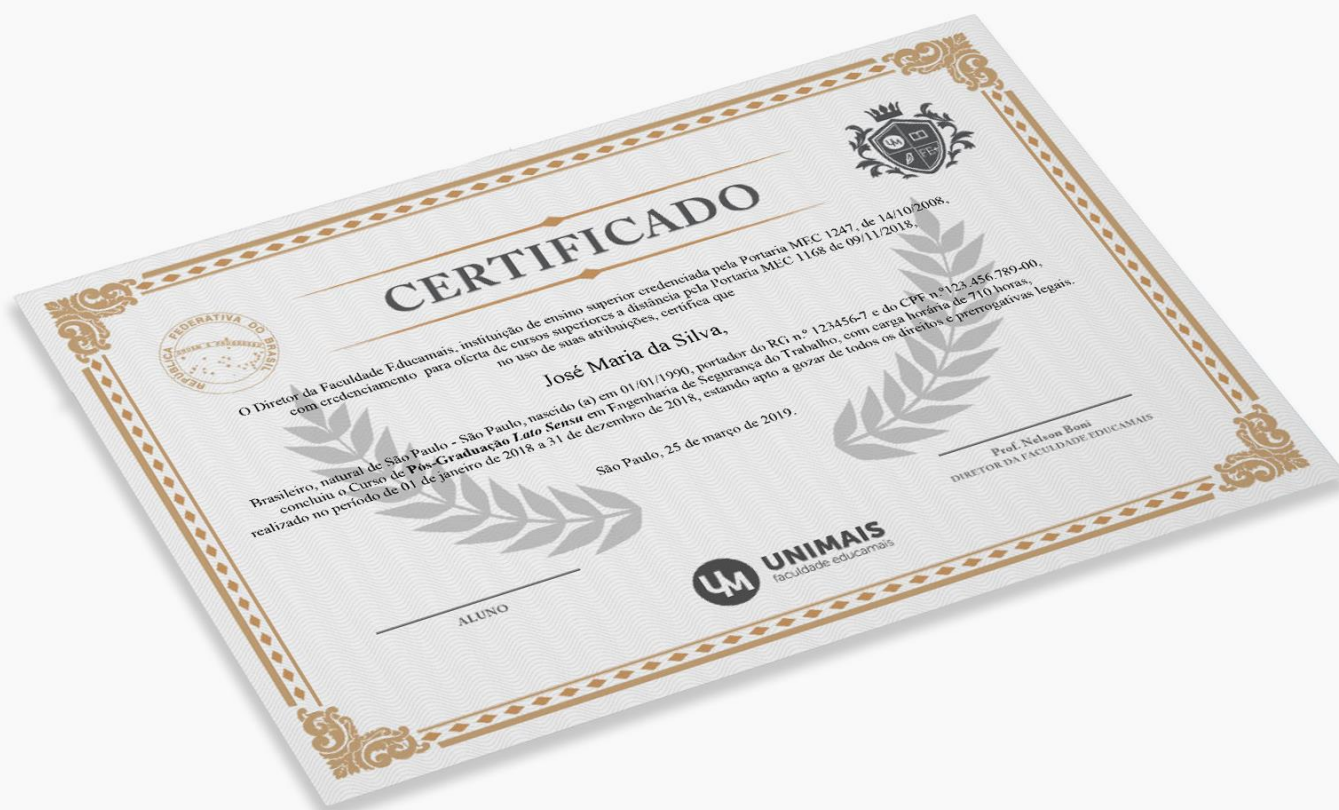 CERTIFICADO
REPÚBLICA FEDERATIVA DO BRASIL
UM
FE+
O Diretor da Faculdade Educamais, instituição de ensino superior credenciada pela Portaria MEC 1247, de 14/10/2008,
com credenciamento para oferta de cursos superiores a distância pela Portaria MEC 1168 de 09/11/2018,
no uso de suas atribuições, certifica que
José Maria da Silva,
Brasileiro, natural de São Paulo - São Paulo, nascido (a) em 01/01/1990, portador do RG n.º 123456-7 e do CPF n.º123.456.789-00,
concluiu o Curso de Pós-Graduação Lato Sensu em Engenharia de Segurança do Trabalho, com carga horária de 710 horas,
realizado no período de 01 de janeiro de 2018 a 31 de dezembro de 2018, estando apto a gozar de todos os direitos e prerrogativas legais.
São Paulo, 25 de março de 2019.
Prof. Nelson Boni
DIRETOR DA FACULDADE EDUCAMAIS
ALUNO
UM UNIMAIS
faculdade educamais